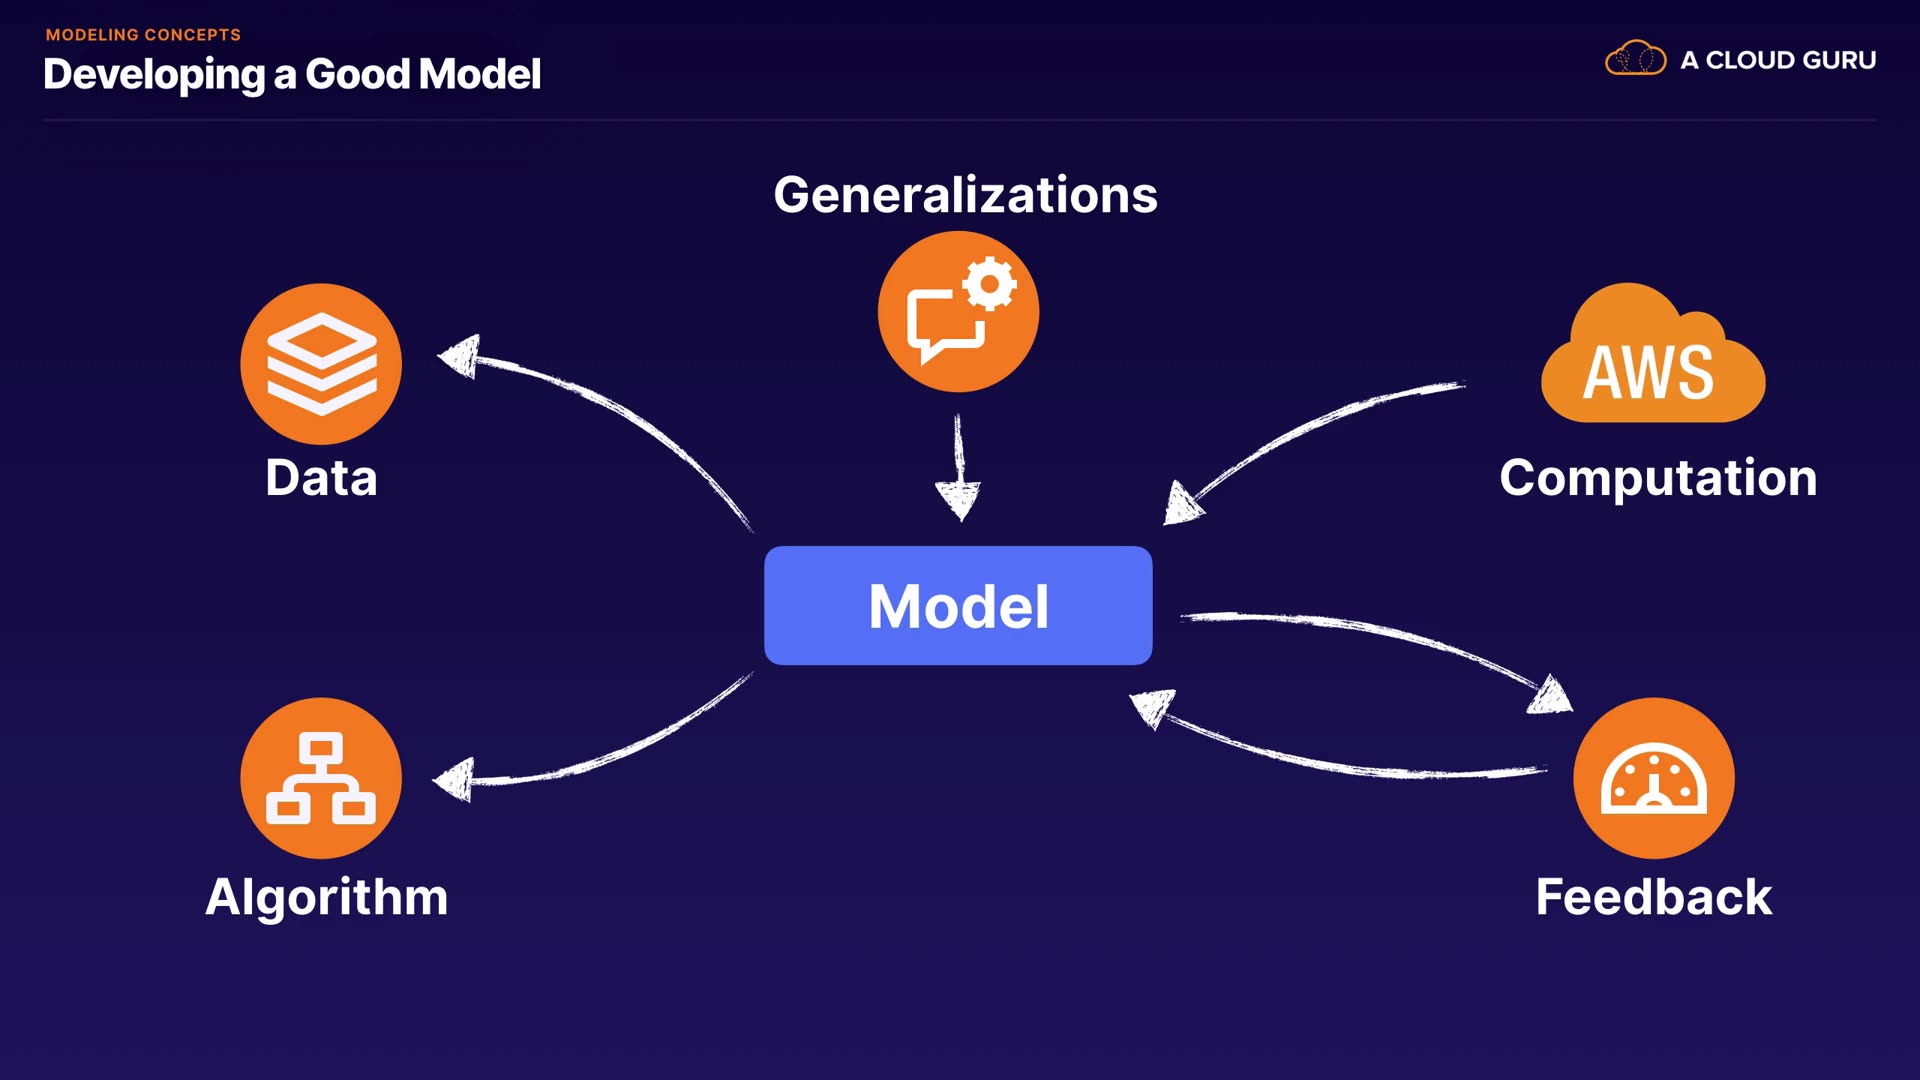 MODELING CONCEPTS
Developing a Good Model
A CLOUD GURU
Generalizations
AWS
Data
Computation
Model
Algorithm
Feedback